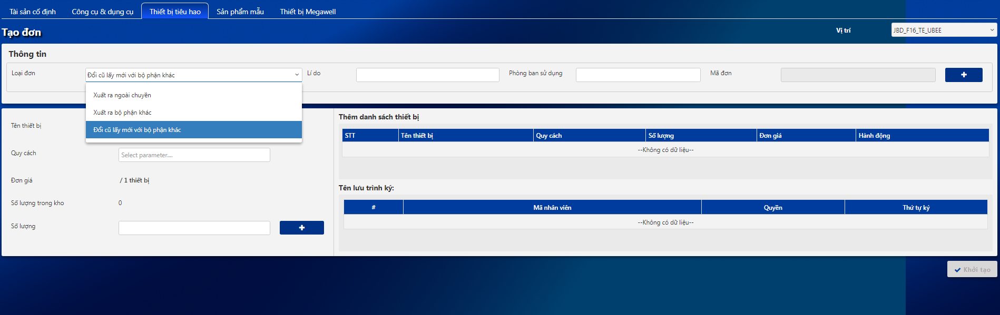 Tài sản cố định Công cụ & dụng cụ Thiết bị tiêu hao Sản phẩm mẫu Thiết bị Megawell
Tạo đơn Vị trí JBD_F16_TE_UBEE
Thông tin
Loại đơn Đổi cũ lấy mới với bộ phận khác Lí do Phòng ban sử dụng Mã đơn
Xuất ra ngoài chuyền
Xuất ra bộ phận khác
Đổi cũ lấy mới với bộ phận khác
Tên thiết bị
Quy cách Select parameter....
Đơn giá / 1 thiết bị
Số lượng trong kho 0
Số lượng
Thêm danh sách thiết bị
STT Tên thiết bị Quy cách Số lượng Đơn giá Hành động
--Không có dữ liệu--
Tên lưu trình ký:
# Mã nhân viên Quyền Thứ tự ký
--Không có dữ liệu--
Khởi tạo